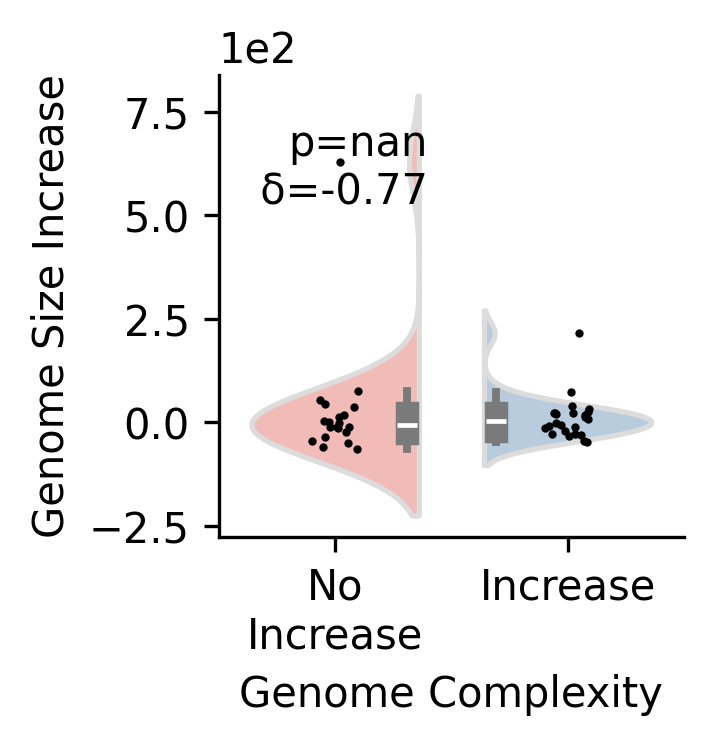 1e2
7.5
5.0
2.5
0.0
−2.5
Genome Size Increase
p=nan
δ=-0.77
No
Increase
Increase
Genome Complexity